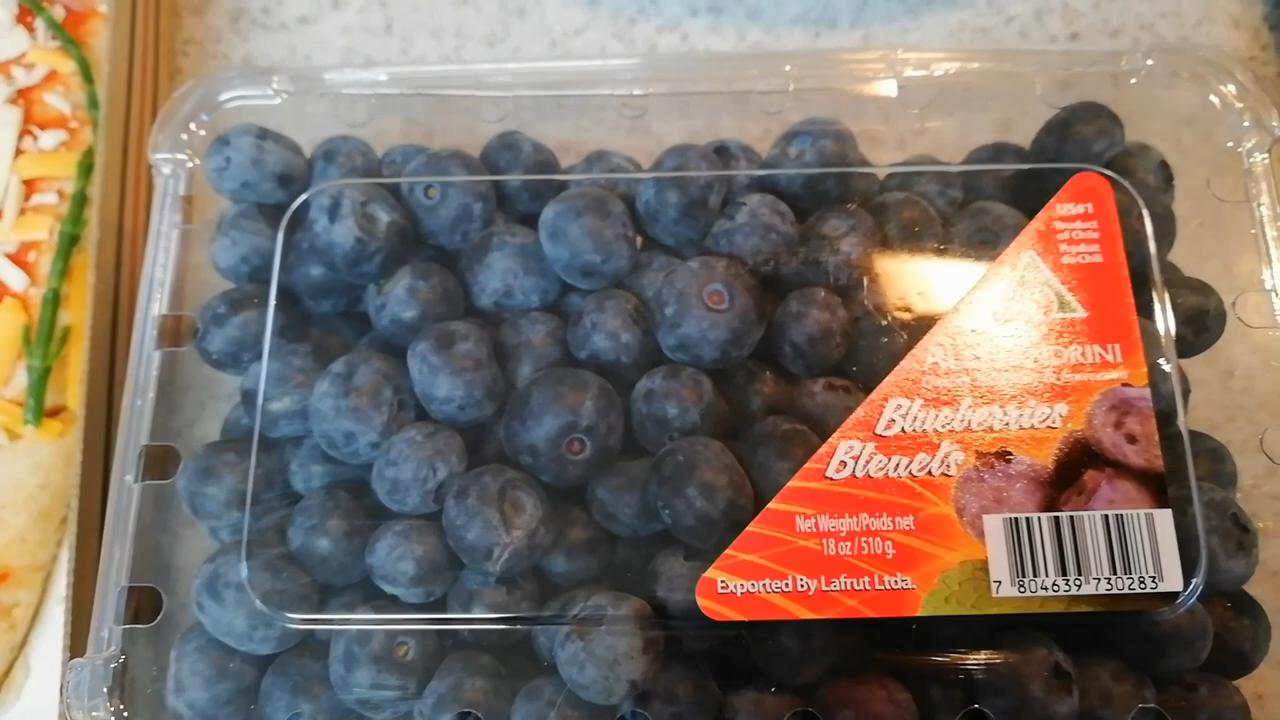 US#1
Product
of Chile
Produit
du Chili
Blueberries
Bleuets
Net Weight/Poids net
18 oz / 510 g.
Exported By Lafrut Ltda.
7 804639 730283